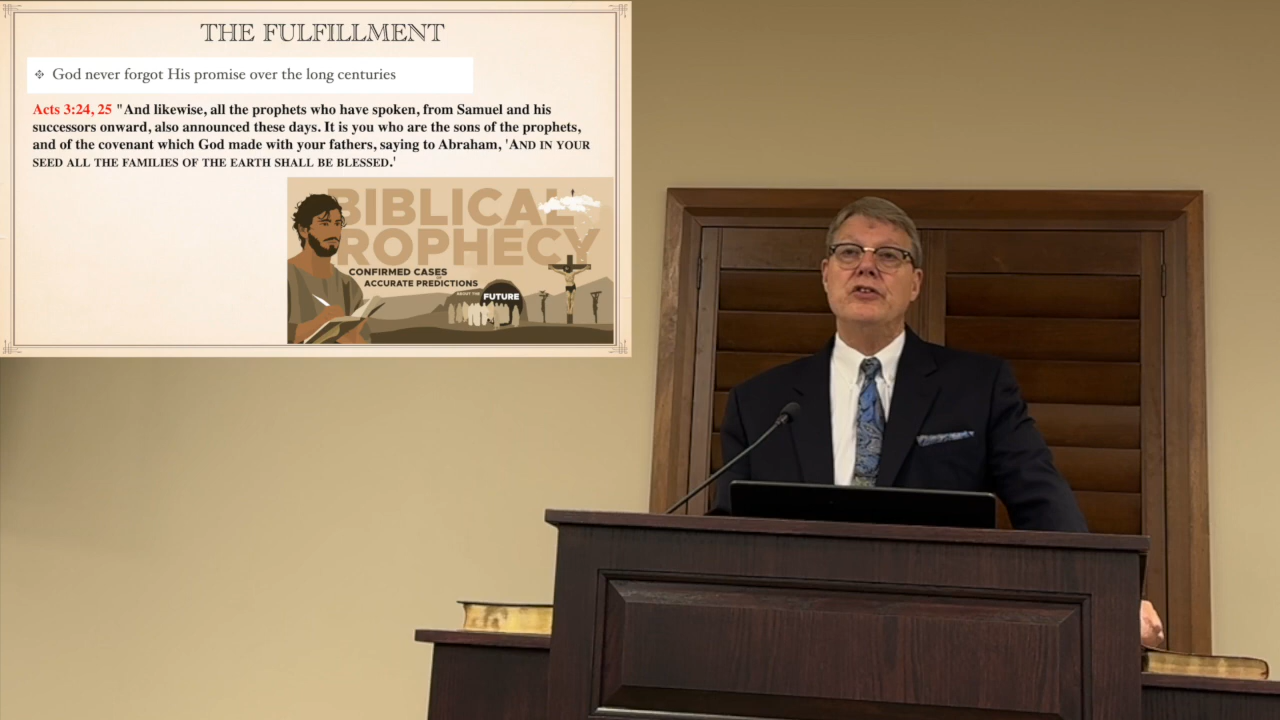 THE FULFILLMENT
❖ God never forgot His promise over the long centuries
Acts 3:24, 25 "And likewise, all the prophets who have spoken, from Samuel and his
successors onward, also announced these days. It is you who are the sons of the prophets,
and of the covenant which God made with your fathers, saying to Abraham, 'AND IN YOUR
SEED ALL THE FAMILIES OF THE EARTH SHALL BE BLESSED.'
BIBLICAL
PROPHECY
CONFIRMED CASES
OF
ACCURATE PREDICTIONS
ABOUT THE FUTURE